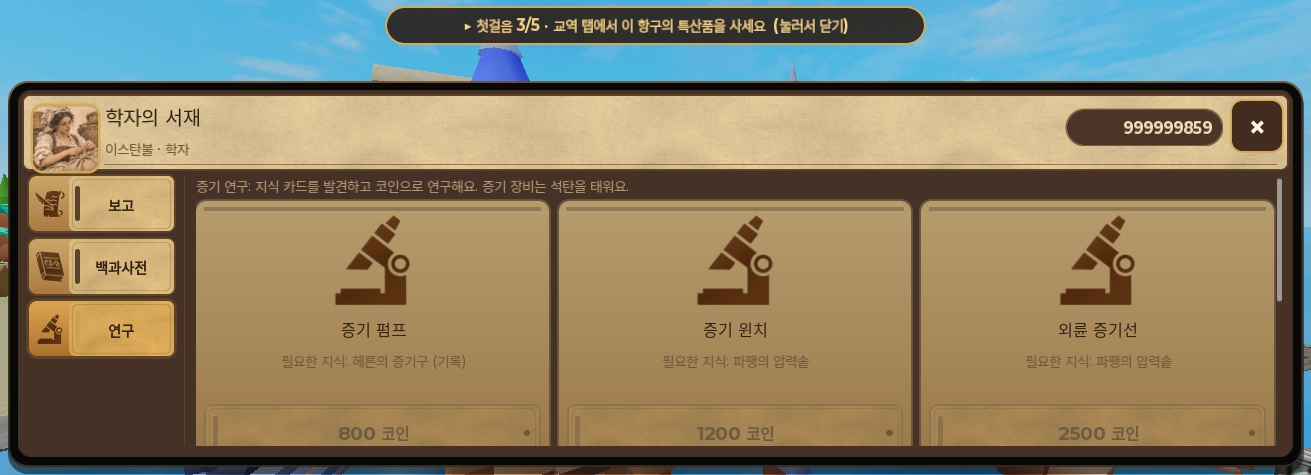 ▸ 첫걸음 3/5 · 교역 탭에서 이 항구의 특산품을 사세요 (눌러서 닫기)
학자의 서재
이스탄불 · 학자
999999859
×
보고
백과사전
연구
증기 연구: 지식 카드를 발견하고 코인으로 연구해요. 증기 장비는 석탄을 태워요.
증기 펌프
필요한 지식: 헤론의 증기구 (기록)
800 코인
증기 윈치
필요한 지식: 파팽의 압력솥
1200 코인
외륜 증기선
필요한 지식: 파팽의 압력솥
2500 코인